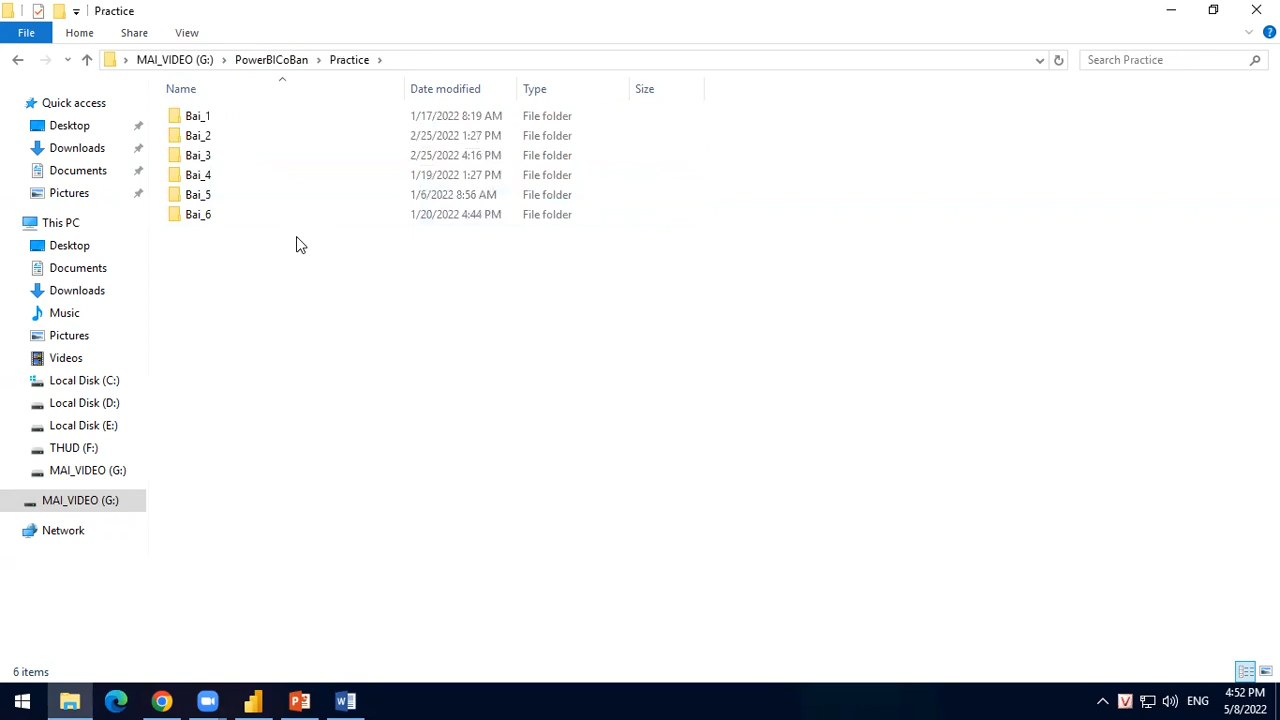 Practice
File Home Share View
MAI_VIDEO (G:) PowerBICoBan Practice Search Practice
Name Date modified Type Size
Bai_1 1/17/2022 8:19 AM File folder
Bai_2 2/25/2022 1:27 PM File folder
Bai_3 2/25/2022 4:16 PM File folder
Bai_4 1/19/2022 1:27 PM File folder
Bai_5 1/6/2022 8:56 AM File folder
Bai_6 1/20/2022 4:44 PM File folder
Quick access
Desktop
Downloads
Documents
Pictures
This PC
Desktop
Documents
Downloads
Music
Pictures
Videos
Local Disk (C:)
Local Disk (D:)
Local Disk (E:)
THUD (F:)
MAI_VIDEO (G:)
MAI_VIDEO (G:)
Network
6 items
ENG
4:52 PM
5/8/2022